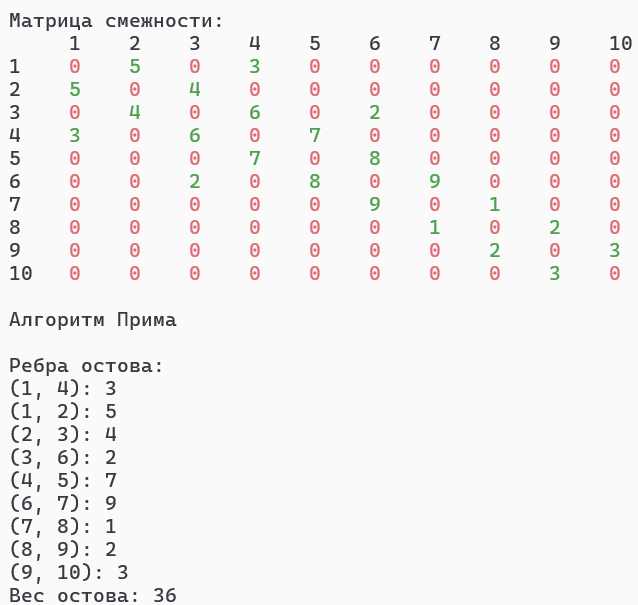 Матрица смежности:
1 2 3 4 5 6 7 8 9 10
1 0 5 0 3 0 0 0 0 0 0
2 5 0 4 0 0 0 0 0 0 0
3 0 4 0 6 0 2 0 0 0 0
4 3 0 6 0 7 0 0 0 0 0
5 0 0 0 7 0 8 0 0 0 0
6 0 0 2 0 8 0 9 0 0 0
7 0 0 0 0 0 9 0 1 0 0
8 0 0 0 0 0 0 1 0 2 0
9 0 0 0 0 0 0 0 2 0 3
10 0 0 0 0 0 0 0 0 3 0
Алгоритм Прима
Ребра остова:
(1, 4): 3
(1, 2): 5
(2, 3): 4
(3, 6): 2
(4, 5): 7
(6, 7): 9
(7, 8): 1
(8, 9): 2
(9, 10): 3
Вес остова: 36